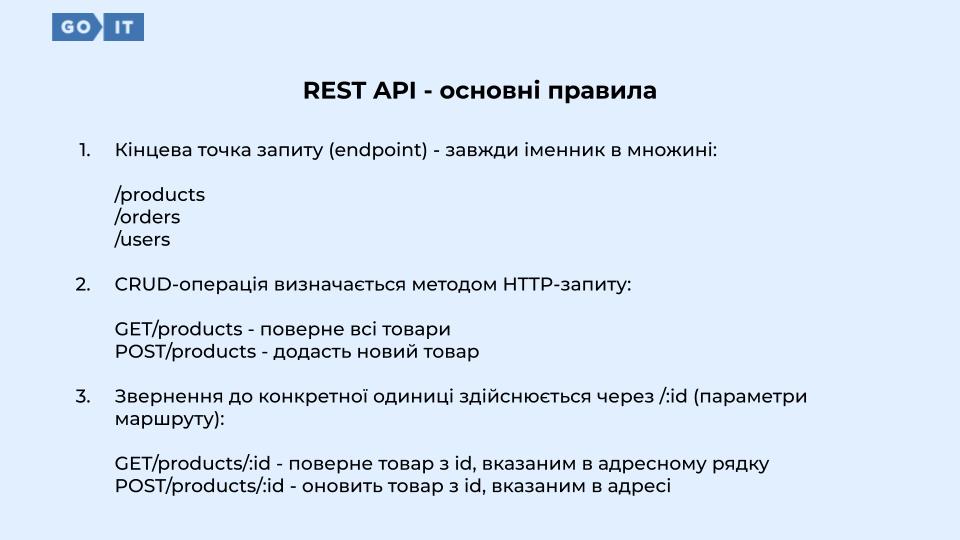 GO IT
REST API - основні правила
1. Кінцева точка запиту (endpoint) - завжди іменник в множині:
/products
/orders
/users
2. CRUD-операція визначається методом HTTP-запиту:
GET/products - поверне всі товари
POST/products - додасть новий товар
3. Звернення до конкретної одиниці здійснюється через /:id (параметри
маршруту):
GET/products/:id - поверне товар з id, вказаним в адресному рядку
POST/products/:id - оновить товар з id, вказаним в адресі